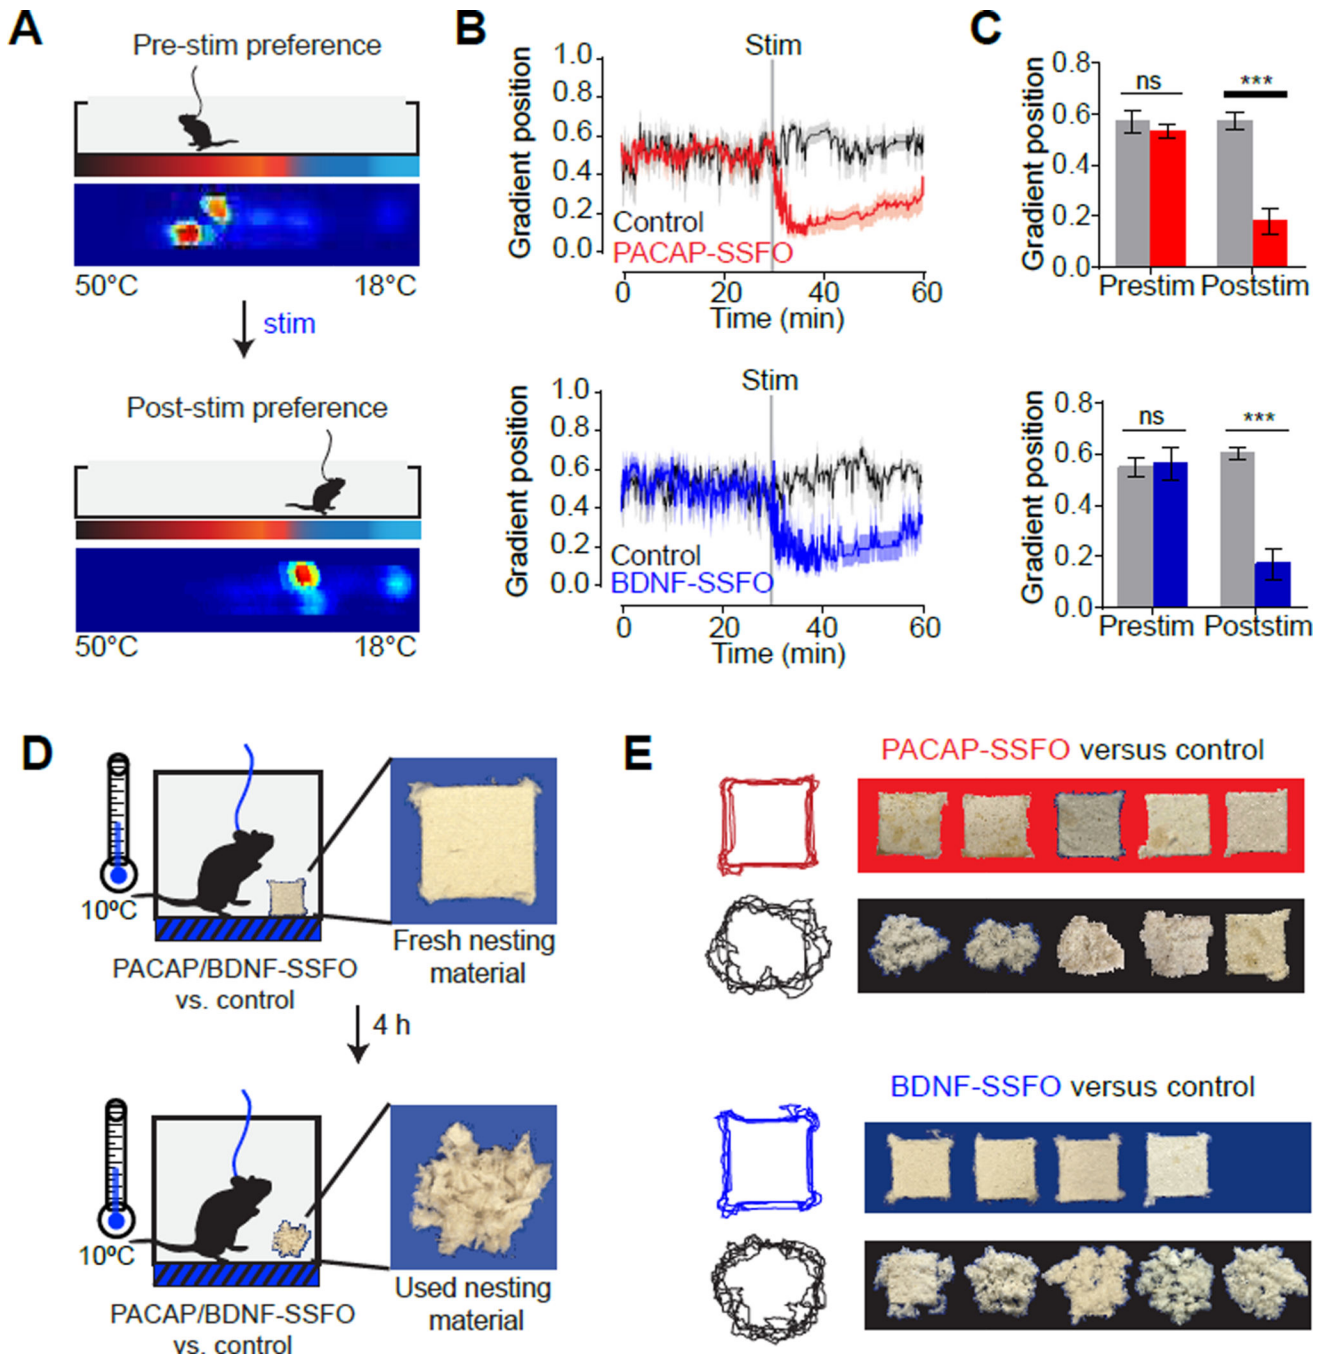 A
Pre-stim preference
50°C 18°C
stim
Post-stim preference
50°C 18°C
B
Stim
Gradient position
1.0
0.8
0.6
0.4
0.2
0.0
Control
PACAP-SSFO
0 20 40 60
Time (min)
Stim
Gradient position
1.0
0.8
0.6
0.4
0.2
0.0
Control
BDNF-SSFO
0 20 40 60
Time (min)
C
Gradient position
0.8
0.6
0.4
0.2
0.0
ns ***
Prestim Poststim
Gradient position
0.8
0.6
0.4
0.2
0.0
ns ***
Prestim Poststim
D
10ºC
PACAP/BDNF-SSFO
vs. control
Fresh nesting
material
4 h
10ºC
PACAP/BDNF-SSFO
vs. control
Used nesting
material
E
PACAP-SSFO versus control
BDNF-SSFO versus control